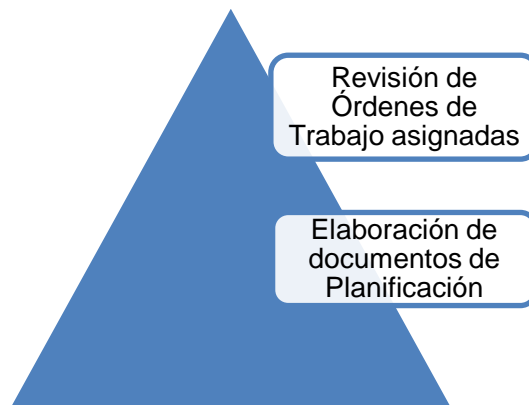 Revisión de
Órdenes de
Trabajo asignadas
Elaboración de
documentos de
Planificación